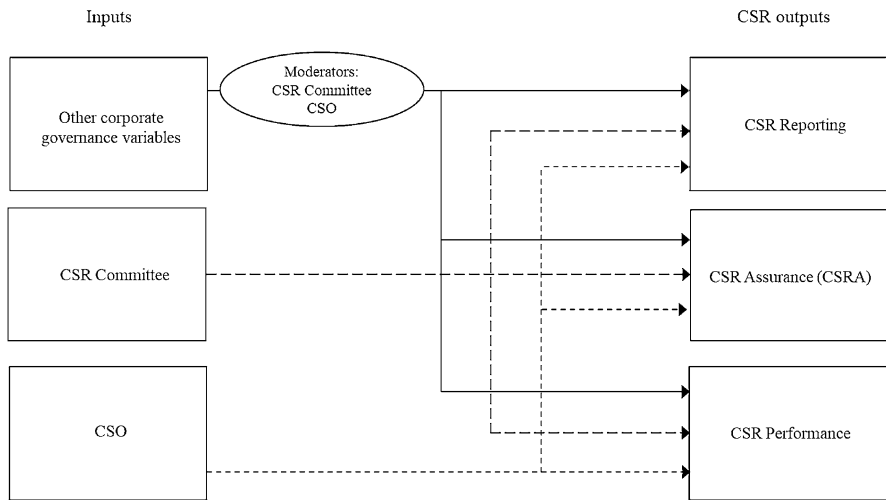 Inputs
CSR outputs
Other corporate
governance variables
Moderators:
CSR Committee
CSO
CSR Reporting
CSR Committee
CSR Assurance (CSRA)
CSO
CSR Performance